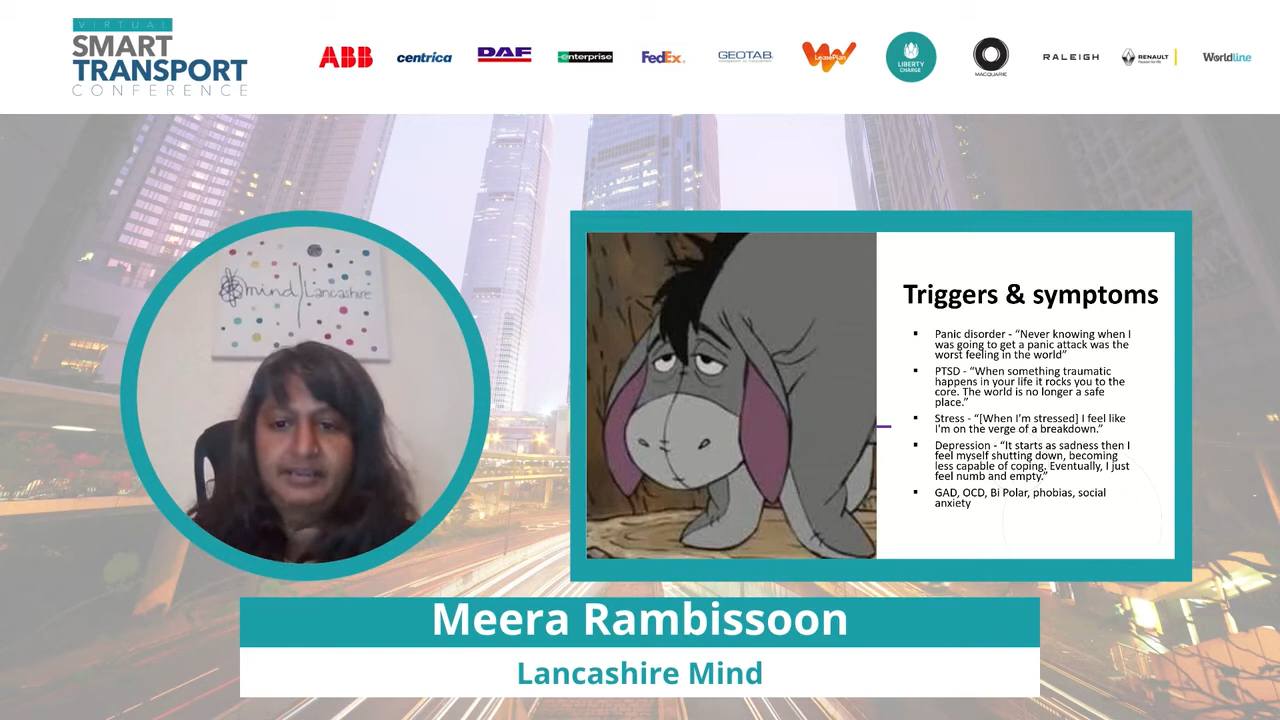 VIRTUAL
SMART
TRANSPORT
CONFERENCE
ABB
centrica
DAF
enterprise
FedEx
GEOTAB
LeasePlan
LIBERTY
CHARGE
MACQUARIE
RALEIGH
RENAULT
Passion for life
Worldline
mind Lancashire
Triggers & symptoms
▪ Panic disorder - “Never knowing when I
was going to get a panic attack was the
worst feeling in the world”
▪ PTSD - “When something traumatic
happens in your life it rocks you to the
core. The world is no longer a safe
place.”
▪ Stress - “[When I’m stressed] I feel like
I'm on the verge of a breakdown.”
▪ Depression - “It starts as sadness then I
feel myself shutting down, becoming
less capable of coping. Eventually, I just
feel numb and empty.”
▪ GAD, OCD, Bi Polar, phobias, social
anxiety
Meera Rambissoon
Lancashire Mind